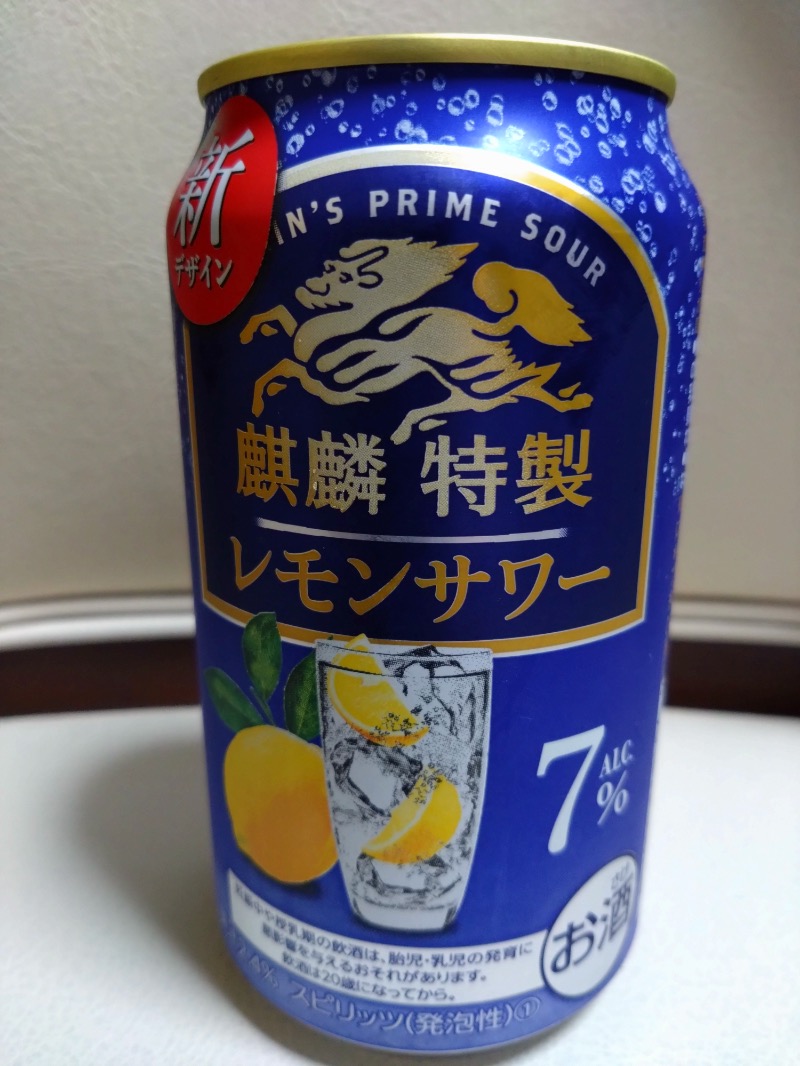 新
デザイン
IN'S PRIME SOUR
麒麟 特製
レモンサワー
7
ALC.
%
お酒
妊娠中や授乳期の飲酒は、胎児・乳児の発育に
悪影響を与えるおそれがあります。
飲酒は20歳になってから。
スピリッツ(発泡性)①